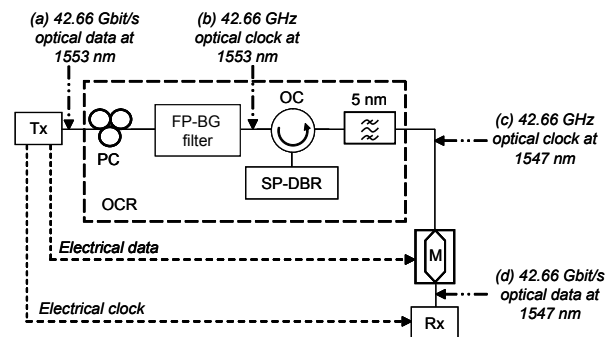 (a) 42.66 Gbit/s
optical data at
1553 nm
(b) 42.66 GHz
optical clock at
1553 nm
Tx
PC
FP-BG
filter
OC
5 nm
SP-DBR
OCR
(c) 42.66 GHz
optical clock at
1547 nm
Electrical data
M
Electrical clock
(d) 42.66 Gbit/s
optical data at
1547 nm
Rx